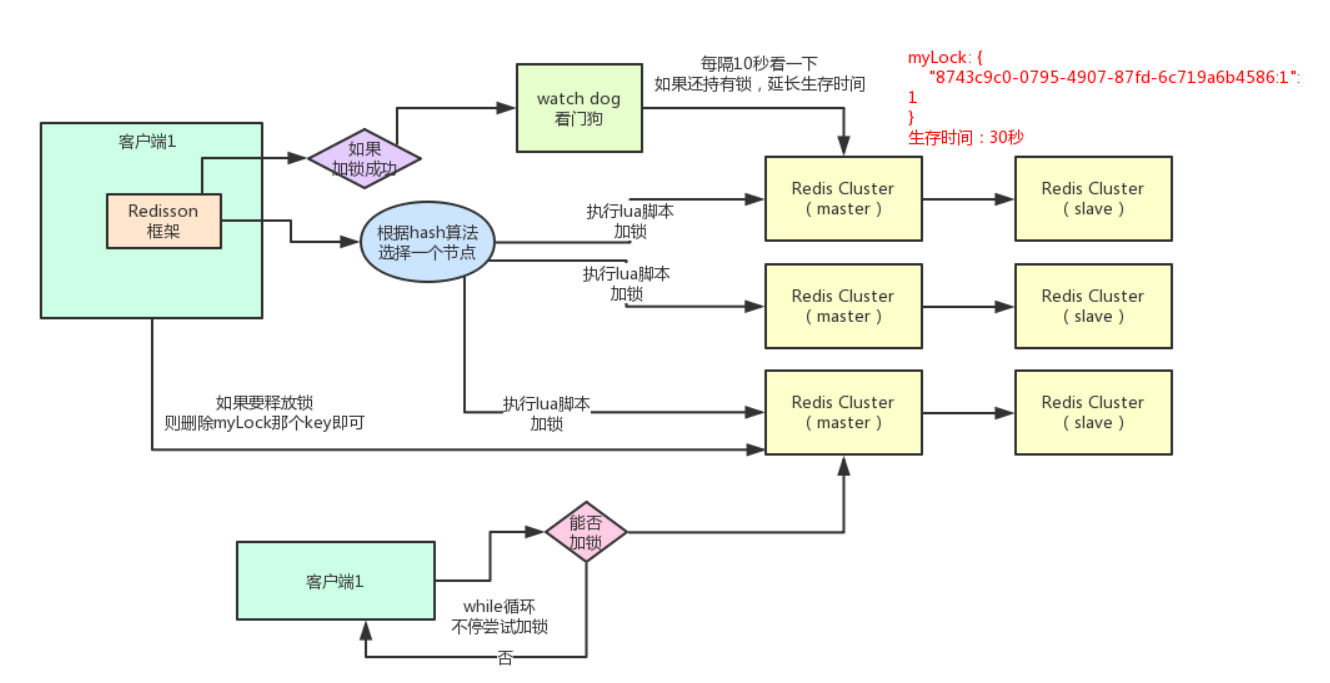 每隔10秒看一下
如果还持有锁，延长生存时间
myLock: {
"8743c9c0-0795-4907-87fd-6c719a6b4586:1":
1
}
生存时间：30秒
watch dog
看门狗
客户端1
如果
加锁成功
Redisson
框架
根据hash算法
选择一个节点
执行lua脚本
加锁
Redis Cluster
（ master ）
Redis Cluster
（ slave ）
执行lua脚本
加锁
Redis Cluster
（ master ）
Redis Cluster
（ slave ）
如果要释放锁
则删除myLock那个key即可
执行lua脚本
加锁
Redis Cluster
（ master ）
Redis Cluster
（ slave ）
能否
加锁
客户端1
while循环
不停尝试加锁
否